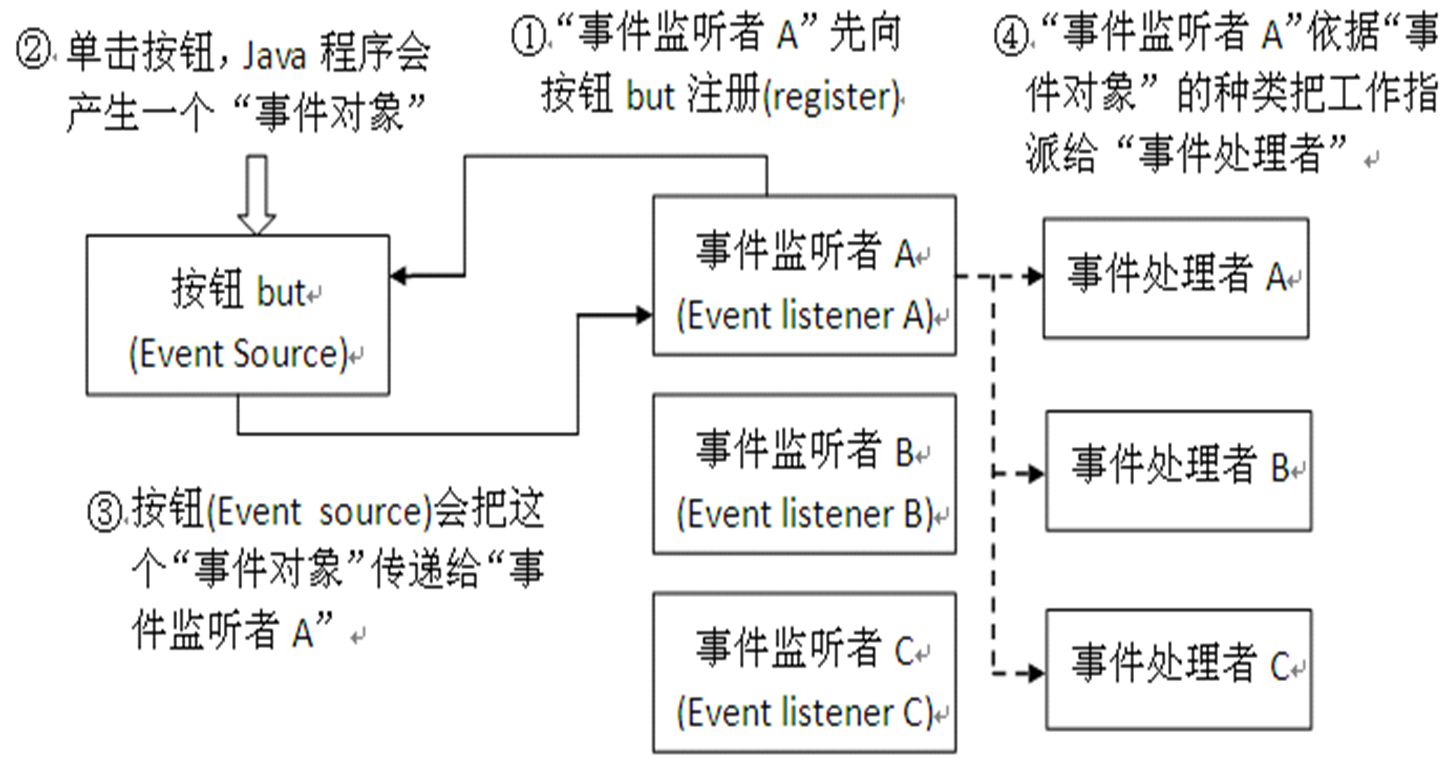 ②单击按钮，Java 程序会
产生一个“事件对象”
①“事件监听者 A”先向
按钮 but 注册(register)
④“事件监听者 A”依据“事
件对象”的种类把工作指
派给“事件处理者”
按钮 but
(Event Source)
事件监听者 A
(Event listener A)
事件处理者 A
事件监听者 B
(Event listener B)
事件处理者 B
③按钮(Event source)会把这
个“事件对象”传递给“事
件监听者 A”
事件监听者 C
(Event listener C)
事件处理者 C